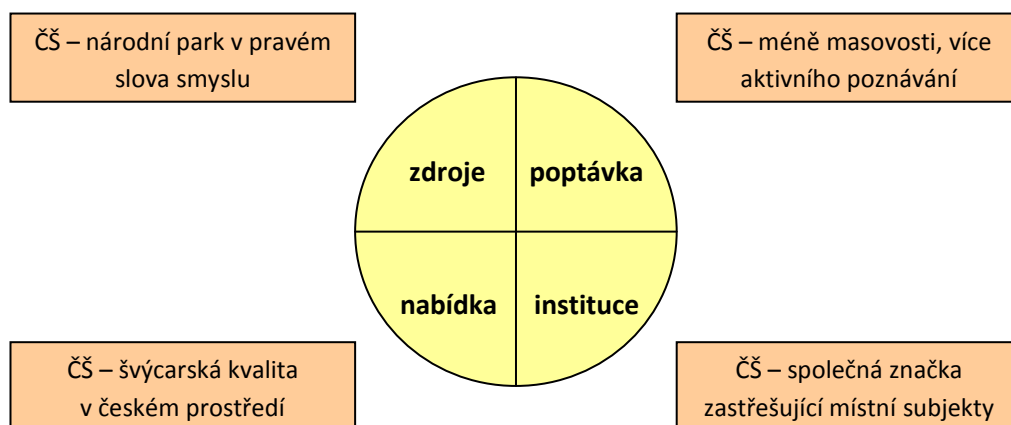 ČŠ – národní park v pravém
slova smyslu
ČŠ – méně masovosti, více
aktivního poznávání
zdroje
poptávka
nabídka
instituce
ČŠ – švýcarská kvalita
v českém prostředí
ČŠ – společná značka
zastřešující místní subjekty